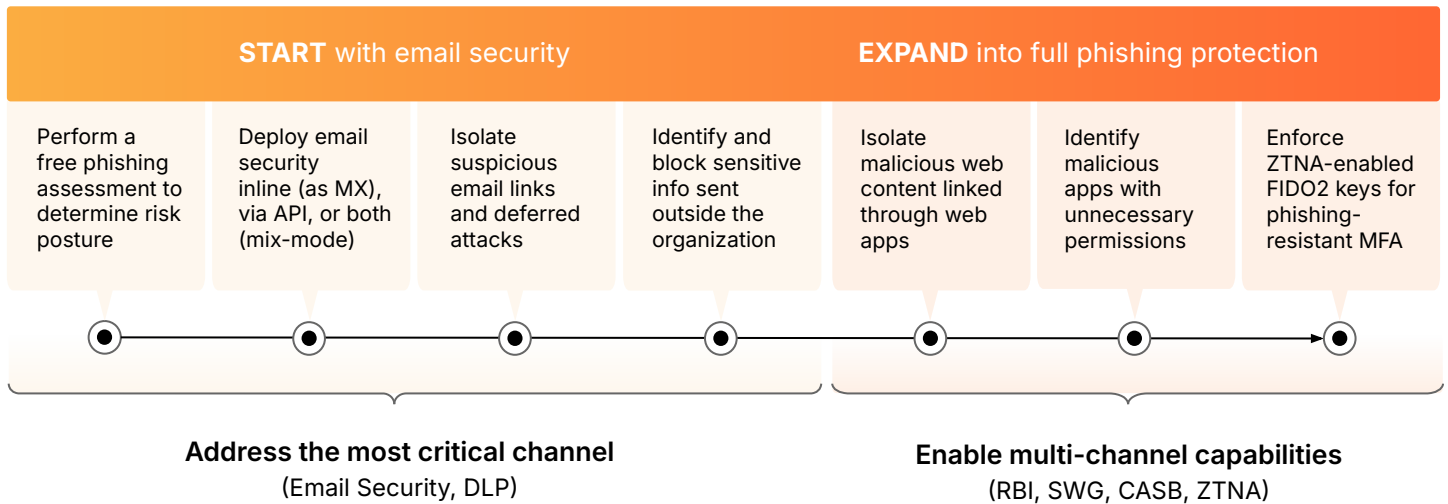 START with email security
EXPAND into full phishing protection
Perform a
free phishing
assessment to
determine risk
posture
Deploy email
security
inline (as MX),
via API, or both
(mix-mode)
Isolate
suspicious
email links
and deferred
attacks
Identify and
block sensitive
info sent
outside the
organization
Isolate
malicious web
content linked
through web
apps
Identify
malicious
apps with
unnecessary
permissions
Enforce
ZTNA-enabled
FIDO2 keys for
phishing-
resistant MFA
Address the most critical channel
(Email Security, DLP)
Enable multi-channel capabilities
(RBI, SWG, CASB, ZTNA)